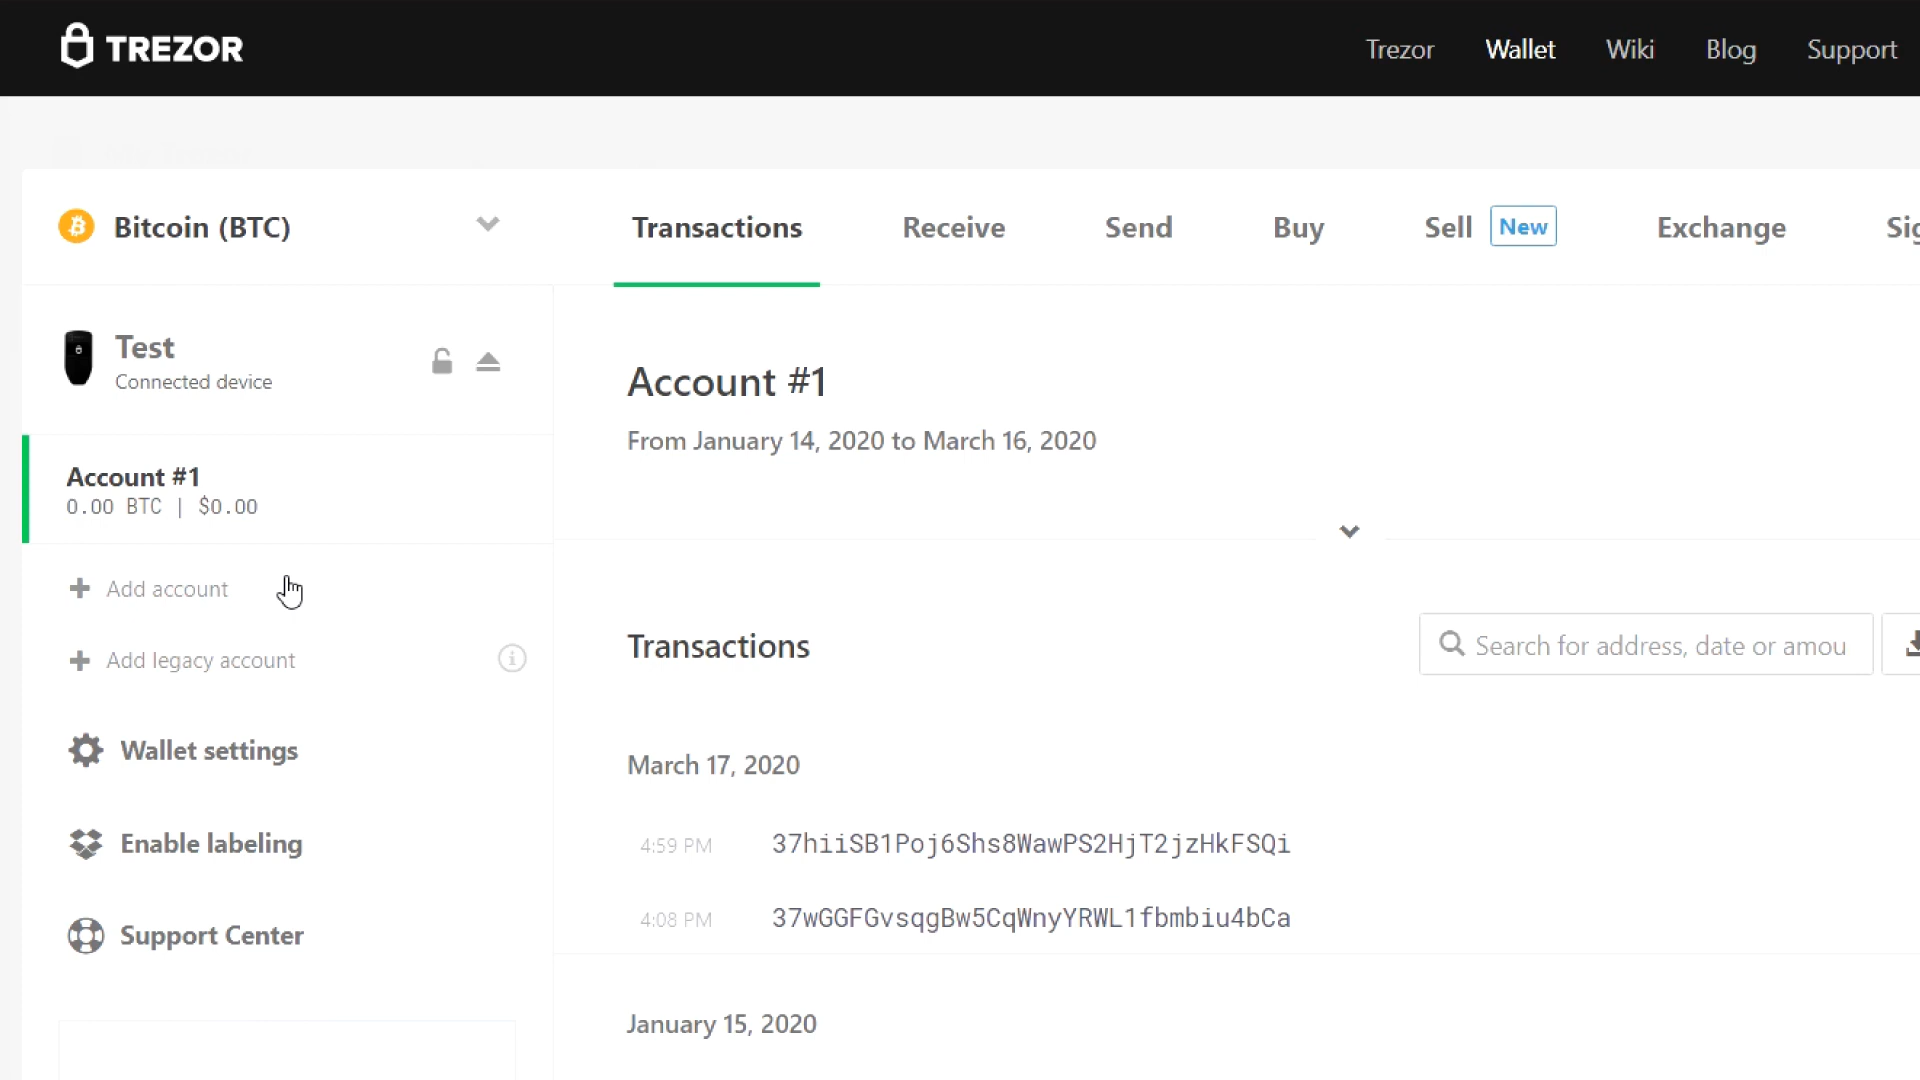 TREZOR
Trezor Wallet Wiki Blog Support
Bitcoin (BTC)
Transactions Receive Send Buy Sell New Exchange Sig
Test
Connected device
Account #1
0.00 BTC | $0.00
Add account
Add legacy account
Wallet settings
Enable labeling
Support Center
Account #1
From January 14, 2020 to March 16, 2020
Transactions
Search for address, date or amou
March 17, 2020
4:59 PM 37hiiSB1Poj6Shs8WawPS2HjT2jzHkFSQi
4:08 PM 37wGGFGvsqgBw5CqWnyYRWL1fbmbiu4bCa
January 15, 2020